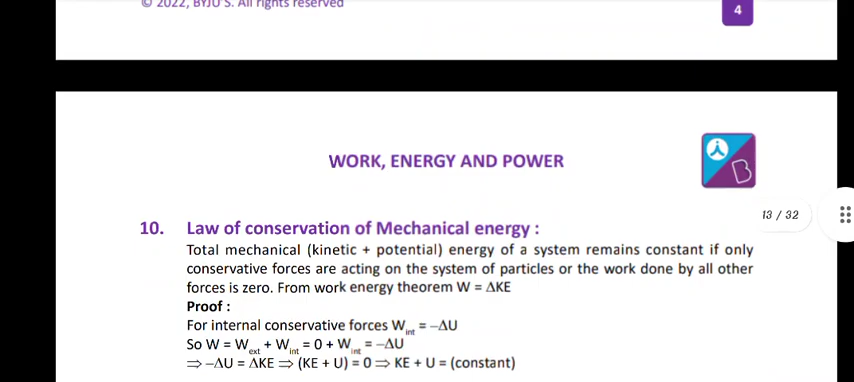 © 2022, BYJU'S. All rights reserved
4
WORK, ENERGY AND POWER
B
13 / 32
10. Law of conservation of Mechanical energy :
Total mechanical (kinetic + potential) energy of a system remains constant if only
conservative forces are acting on the system of particles or the work done by all other
forces is zero. From work energy theorem W = ΔKE
Proof :
For internal conservative forces W_int = −ΔU
So W = W_ext + W_int = 0 + W_int = −ΔU
⇒ −ΔU = ΔKE ⇒ (KE + U) = 0 ⇒ KE + U = (constant)